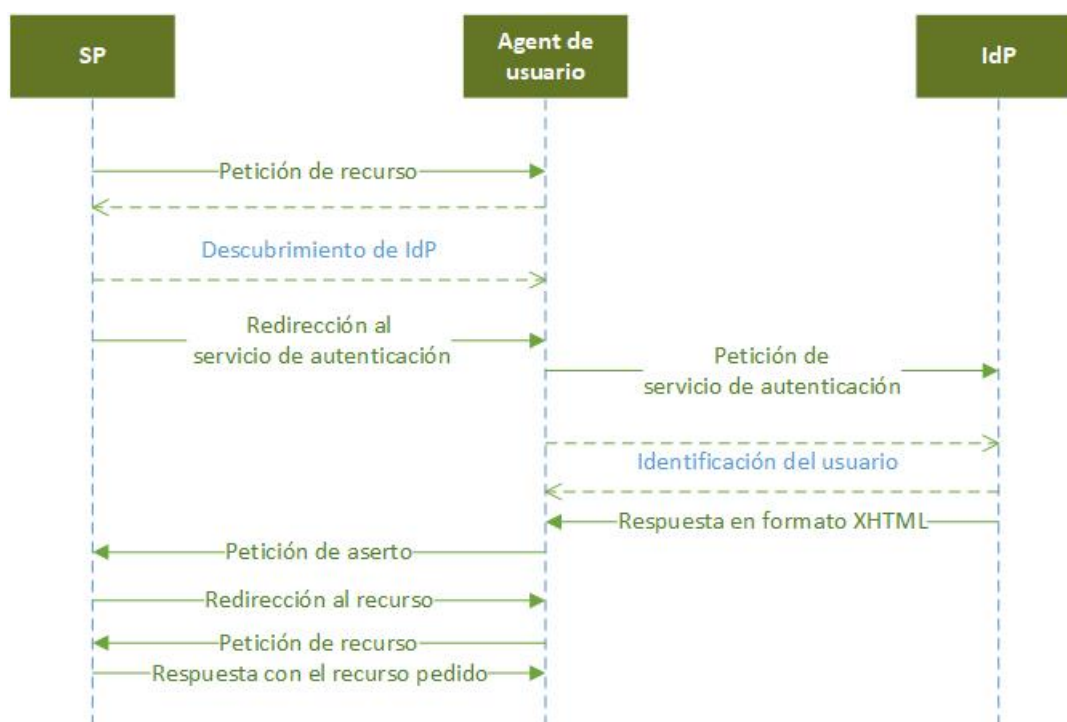 SP
Agent de
usuario
IdP
Petición de recurso
Descubrimiento de IdP
Redirección al
servicio de autenticación
Petición de
servicio de autenticación
Identificación del usuario
Respuesta en formato XHTML
Petición de aserto
Redirección al recurso
Petición de recurso
Respuesta con el recurso pedido